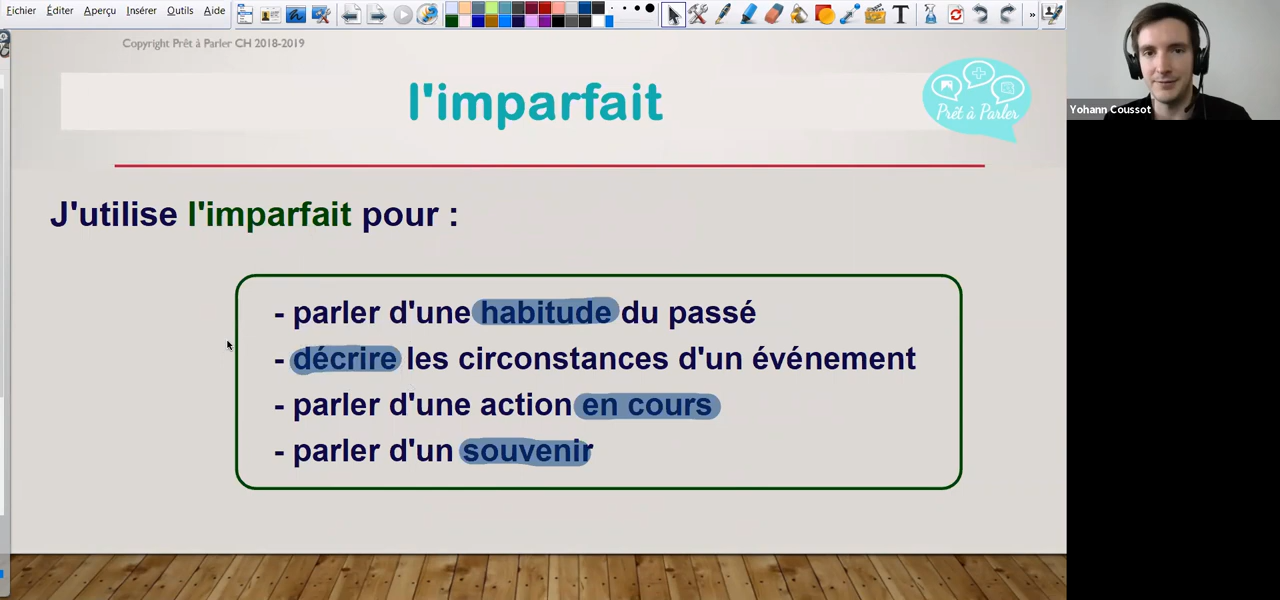 Fichier Éditer Aperçu Insérer Outils Aide
Copyright Prêt à Parler CH 2018-2019
l'imparfait
Prêt à Parler
Yohann Coussot
J'utilise l'imparfait pour :
- parler d'une habitude du passé
- décrire les circonstances d'un événement
- parler d'une action en cours
- parler d'un souvenir